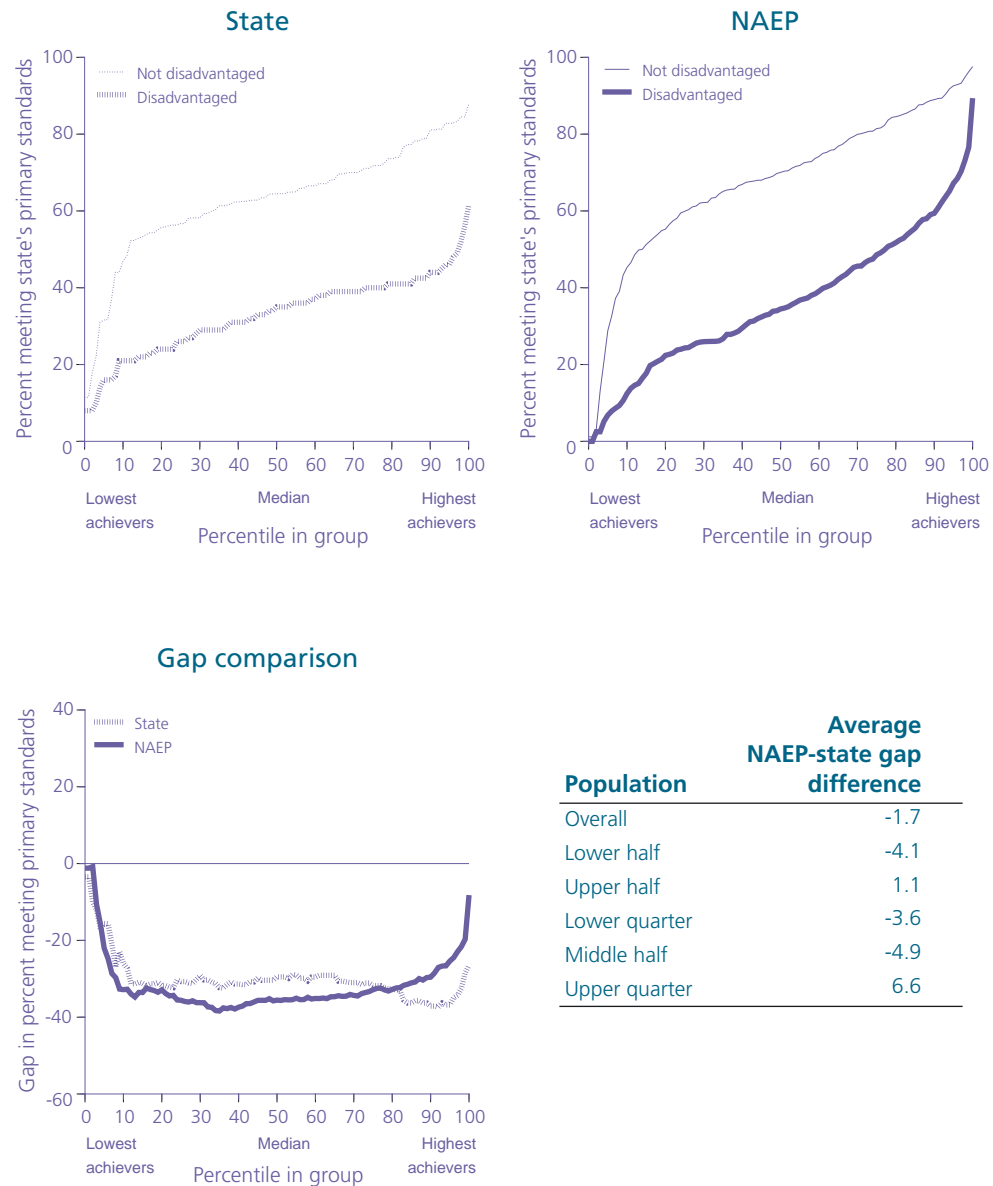 State
Percent meeting state's primary standards
100
80
60
40
20
0
Not disadvantaged
Disadvantaged
0 10 20 30 40 50 60 70 80 90 100
Lowest achievers
Median
Highest achievers
Percentile in group
NAEP
Percent meeting state's primary standards
100
80
60
40
20
0
Not disadvantaged
Disadvantaged
0 10 20 30 40 50 60 70 80 90 100
Lowest achievers
Median
Highest achievers
Percentile in group
Gap comparison
Gap in percent meeting primary standards
40
20
0
-20
-40
-60
State
NAEP
0 10 20 30 40 50 60 70 80 90 100
Lowest achievers
Median
Highest achievers
Percentile in group
Population Average NAEP-state gap difference
Overall -1.7
Lower half -4.1
Upper half 1.1
Lower quarter -3.6
Middle half -4.9
Upper quarter 6.6